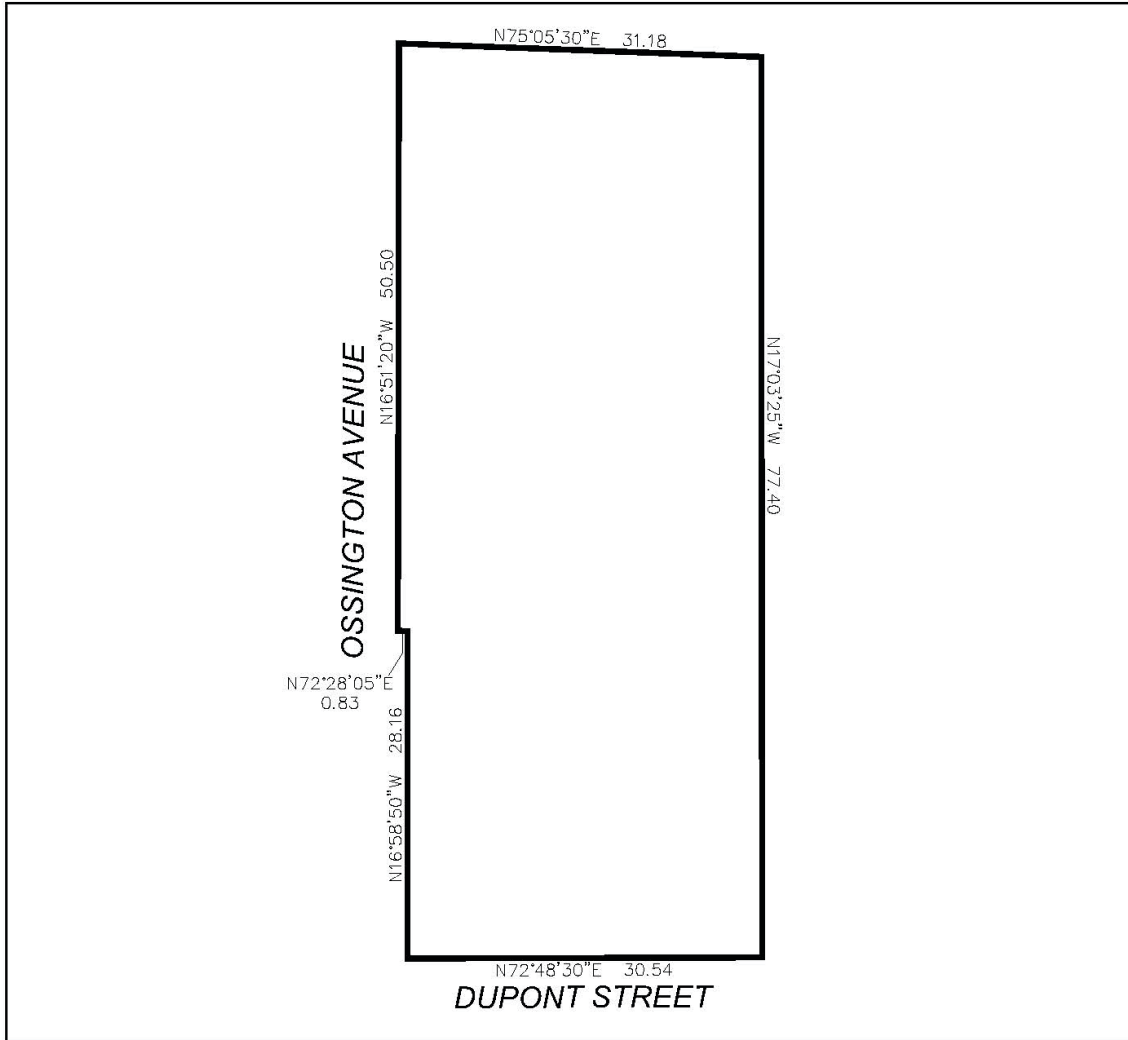 N75°05'30"E 31.18
N16°51'20"W 50.50
OSSINGTON AVENUE
N17°03'25"W 77.40
N72°28'05"E
0.83
N16°58'50"W 28.16
N72°48'30"E 30.54
DUPONT STREET